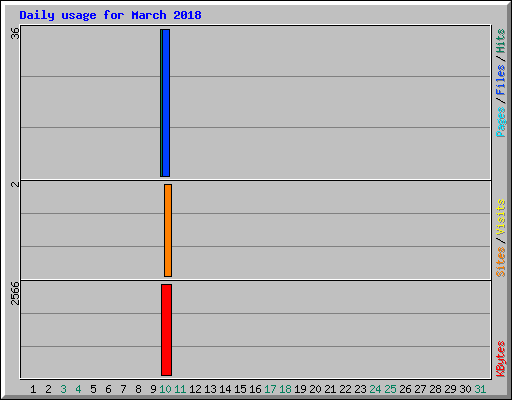 Daily usage for March 2018
36
2
2566
Pages/Files/Hits
Sites/Visits
KBytes
1 2 3 4 5 6 7 8 9 10 11 12 13 14 15 16 17 18 19 20 21 22 23 24 25 26 27 28 29 30 31